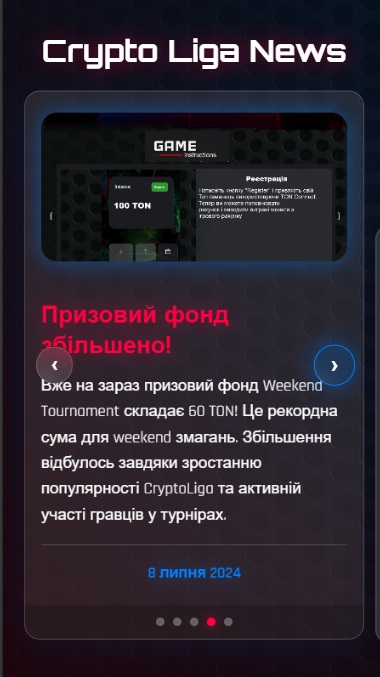 Crypto Liga News
GAME
instructions
Balance
100 TON
Реєстрація
Натисніть кнопку "Register" і привяжіть свій
Ton гаманець використовуючи TON Connect.
Тепер ви можете поповнювати
рахунок і виводити виграні монети з
ігрового рахунку
Призовий фонд
збільшено!
Вже на зараз призовий фонд Weekend
Tournament складає 60 TON! Це рекордна
сума для weekend змагань. Збільшення
відбулось завдяки зростанню
популярності CryptoLiga та активній
участі гравців у турнірах.
8 липня 2024